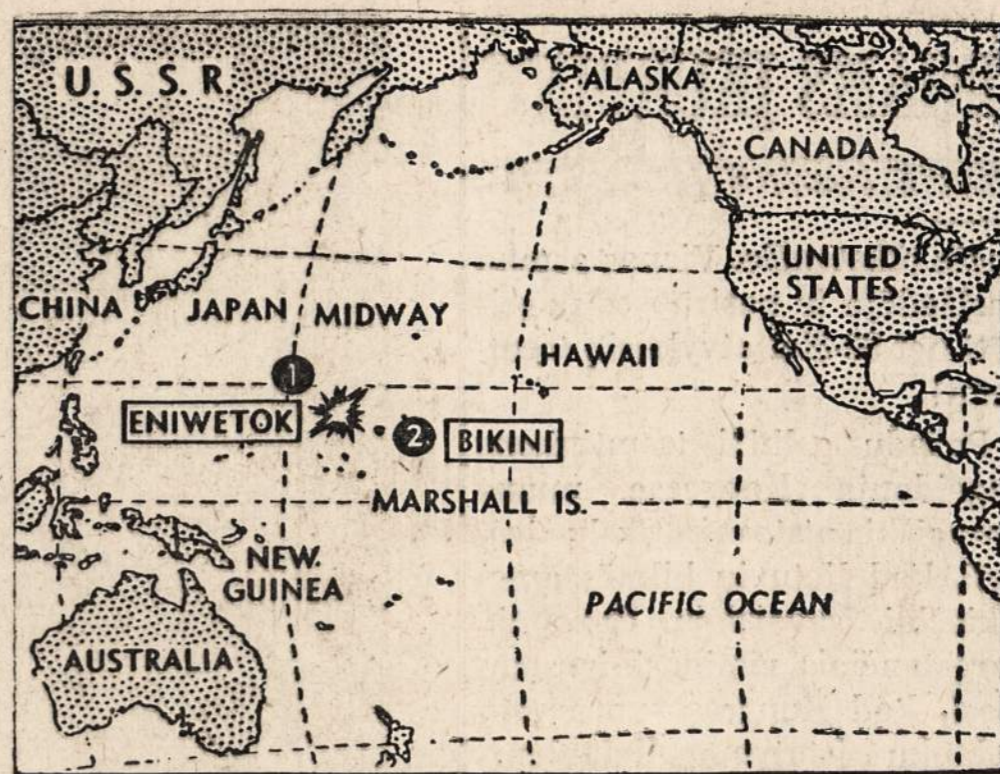 U. S. S. R.
ALASKA
CANADA
UNITED
STATES
CHINA
JAPAN
MIDWAY
HAWAII
1
ENIWETOK
2
BIKINI
MARSHALL IS.
NEW
GUINEA
PACIFIC OCEAN
AUSTRALIA